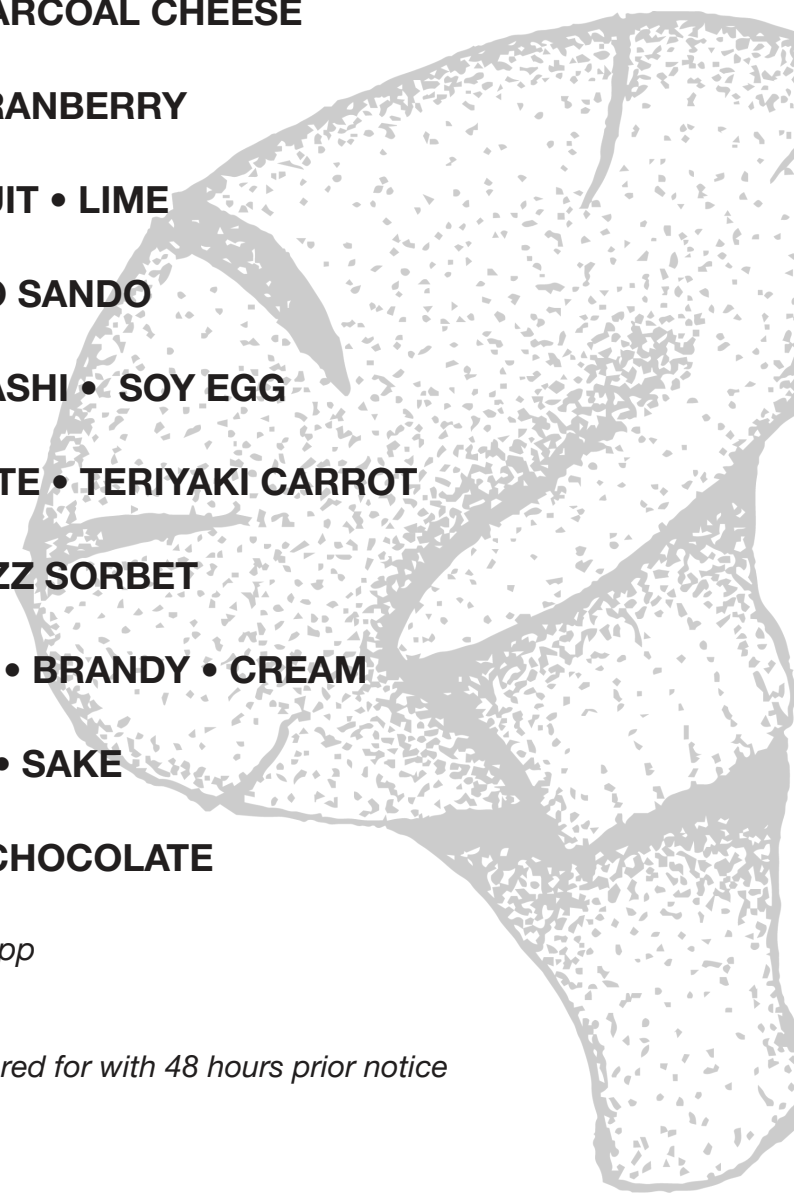 ARCOAL CHEESE
RANBERRY
UIT • LIME
O SANDO
ASHI • SOY EGG
TE • TERIYAKI CARROT
ZZ SORBET
• BRANDY • CREAM
• SAKE
CHOCOLATE
pp
red for with 48 hours prior notice